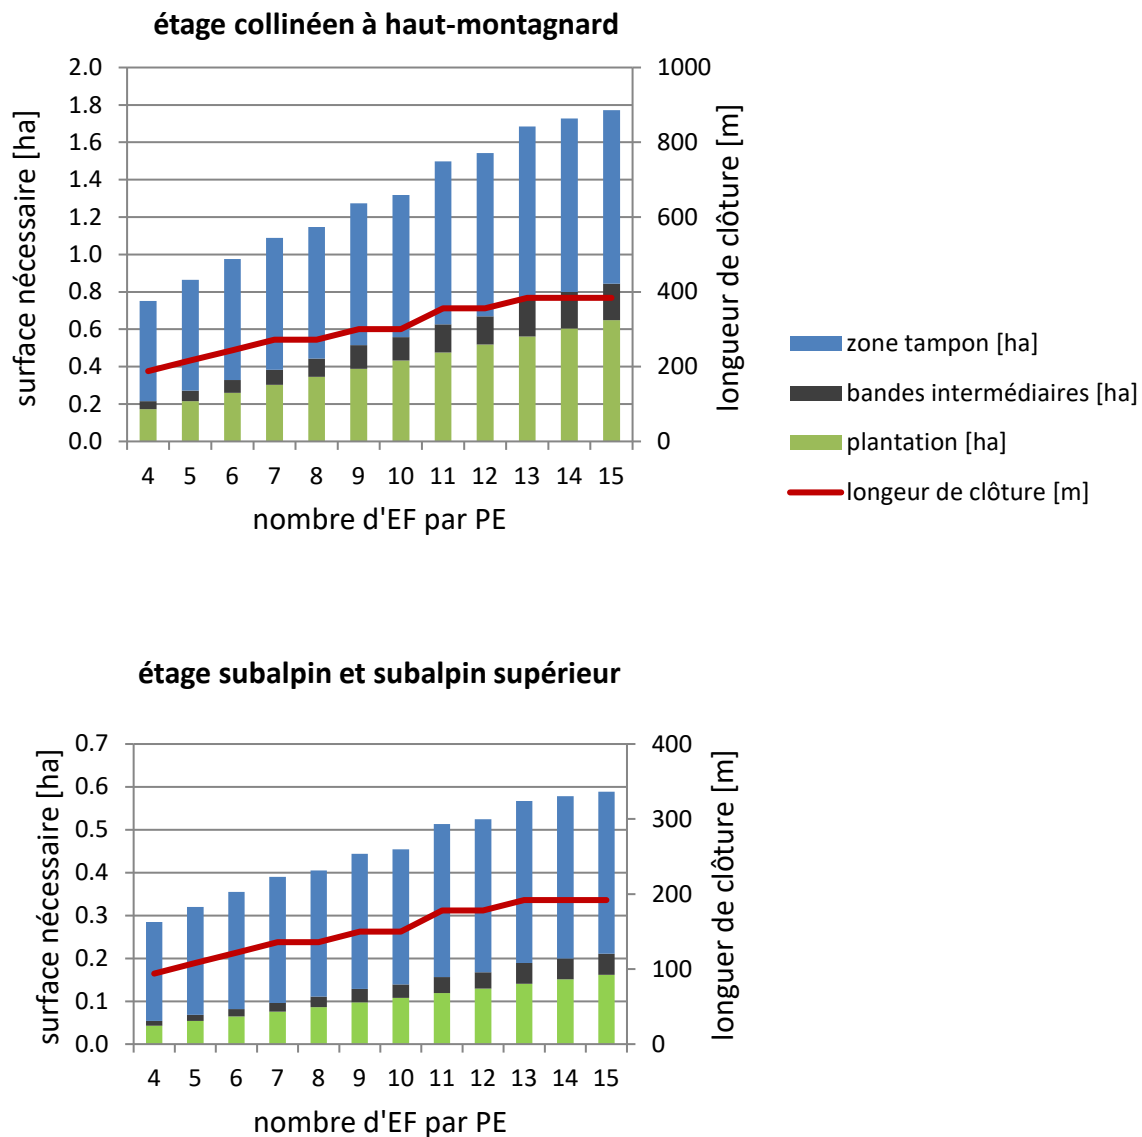 étage collinéen à haut-montagnard
surface nécessaire [ha]
2.0
1.8
1.6
1.4
1.2
1.0
0.8
0.6
0.4
0.2
0.0
1000
800
600
400
200
0
longueur de clôture [m]
4 5 6 7 8 9 10 11 12 13 14 15
nombre d'EF par PE
zone tampon [ha]
bandes intermédiaires [ha]
plantation [ha]
longeur de clôture [m]
étage subalpin et subalpin supérieur
surface nécessaire [ha]
0.7
0.6
0.5
0.4
0.3
0.2
0.1
0.0
400
300
200
100
0
longuer de clôture [m]
4 5 6 7 8 9 10 11 12 13 14 15
nombre d'EF par PE